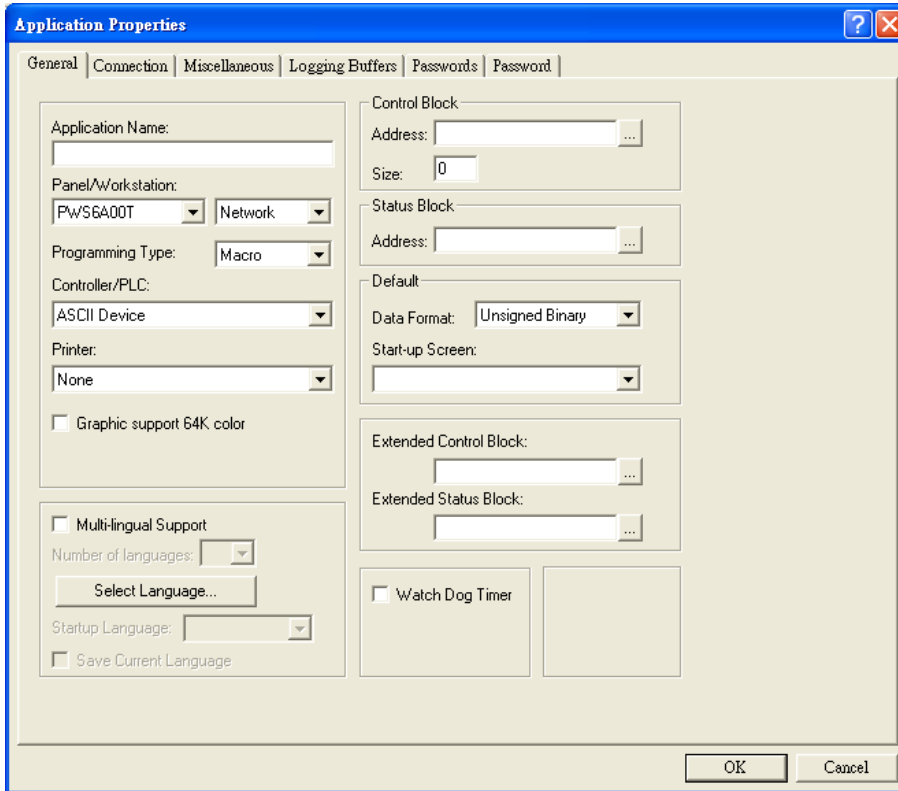 Application Properties
General Connection Miscellaneous Logging Buffers Passwords Password
Application Name:
Panel/Workstation:
PWS6A00T Network
Programming Type: Macro
Controller/PLC:
ASCII Device
Printer:
None
Graphic support 64K color
Multi-lingual Support
Number of languages:
Select Language...
Startup Language:
Save Current Language
Control Block
Address: ...
Size: 0
Status Block
Address: ...
Default
Data Format: Unsigned Binary
Start-up Screen:
Extended Control Block:
...
Extended Status Block:
...
Watch Dog Timer
OK Cancel